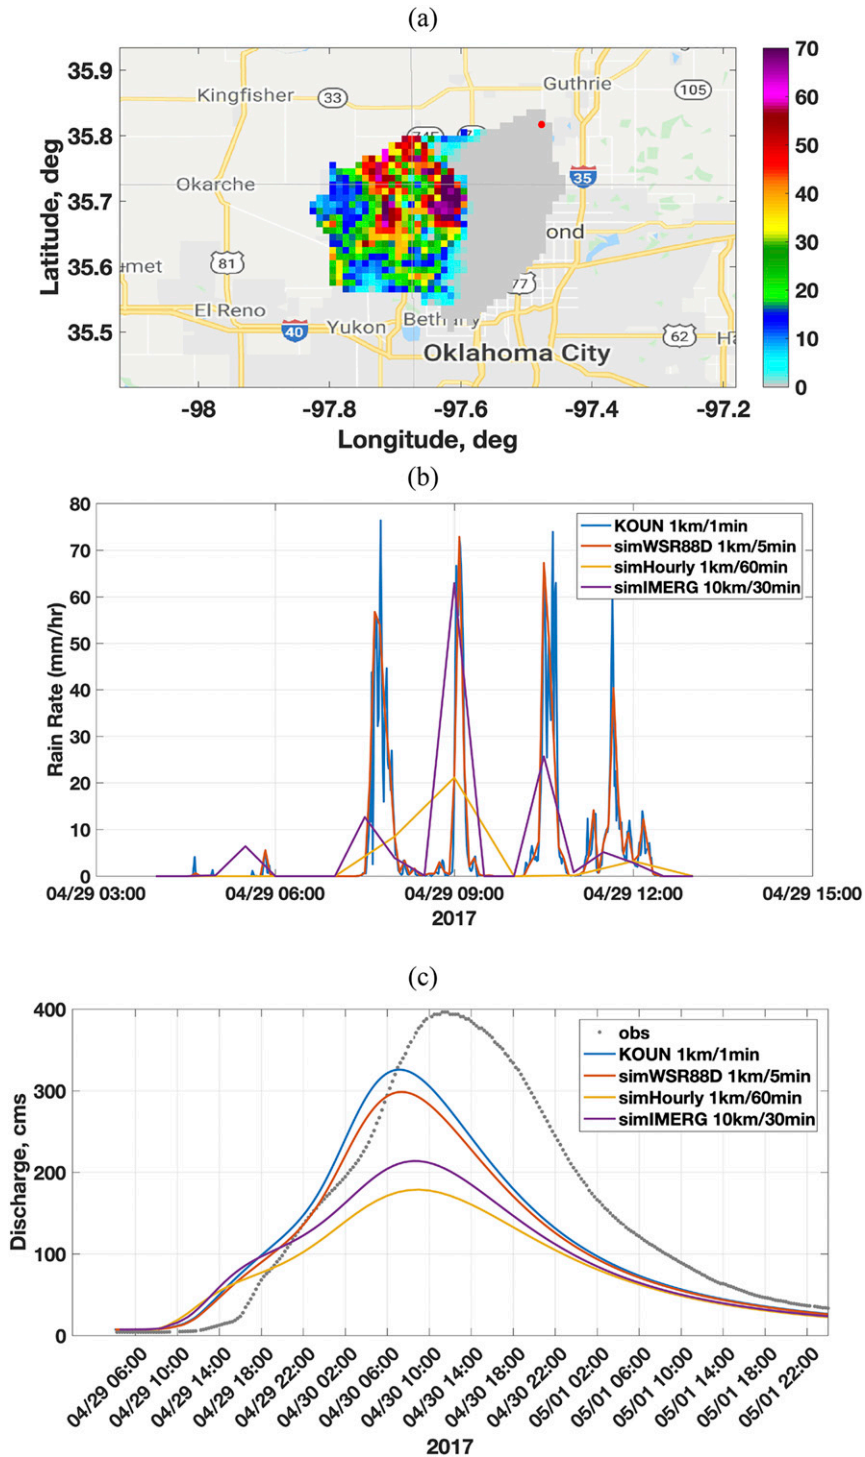 (a)
35.9
35.8
35.7
35.6
35.5
Latitude, deg
Kingfisher
33
Guthrie
105
Okarche
35
ond
81
77
El Reno
40
Yukon
62
Oklahoma City
70
60
50
40
30
20
10
0
-98
-97.8
-97.6
-97.4
-97.2
Longitude, deg
(b)
80
70
60
50
40
30
20
10
0
Rain Rate (mm/hr)
KOUN 1km/1min
simWSR88D 1km/5min
simHourly 1km/60min
simIMERG 10km/30min
04/29 03:00
04/29 06:00
04/29 09:00
04/29 12:00
04/29 15:00
2017
(c)
400
300
200
100
0
Discharge, cms
obs
KOUN 1km/1min
simWSR88D 1km/5min
simHourly 1km/60min
simIMERG 10km/30min
04/29 06:00
04/29 10:00
04/29 14:00
04/29 18:00
04/29 22:00
04/30 02:00
04/30 06:00
04/30 10:00
04/30 14:00
04/30 18:00
04/30 22:00
05/01 02:00
05/01 06:00
05/01 10:00
05/01 14:00
05/01 18:00
05/01 22:00
2017